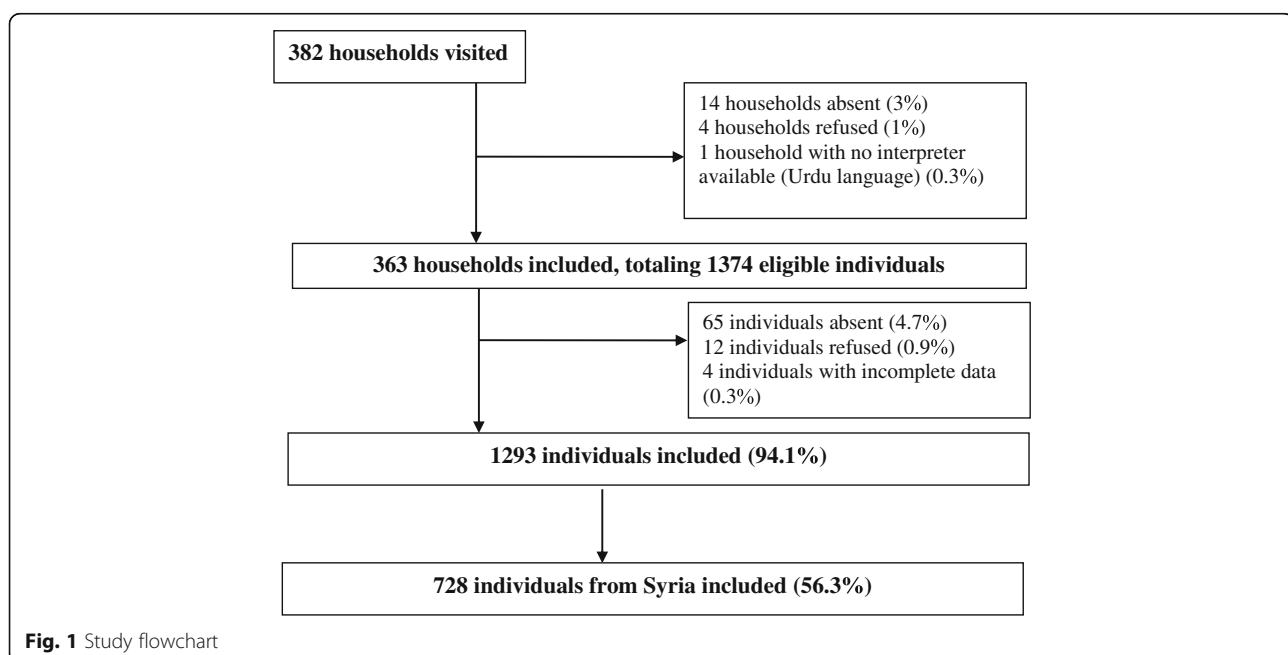 382 households visited
14 households absent (3%)
4 households refused (1%)
1 household with no interpreter
available (Urdu language) (0.3%)
363 households included, totaling 1374 eligible individuals
65 individuals absent (4.7%)
12 individuals refused (0.9%)
4 individuals with incomplete data
(0.3%)
1293 individuals included (94.1%)
728 individuals from Syria included (56.3%)
Fig. 1 Study flowchart